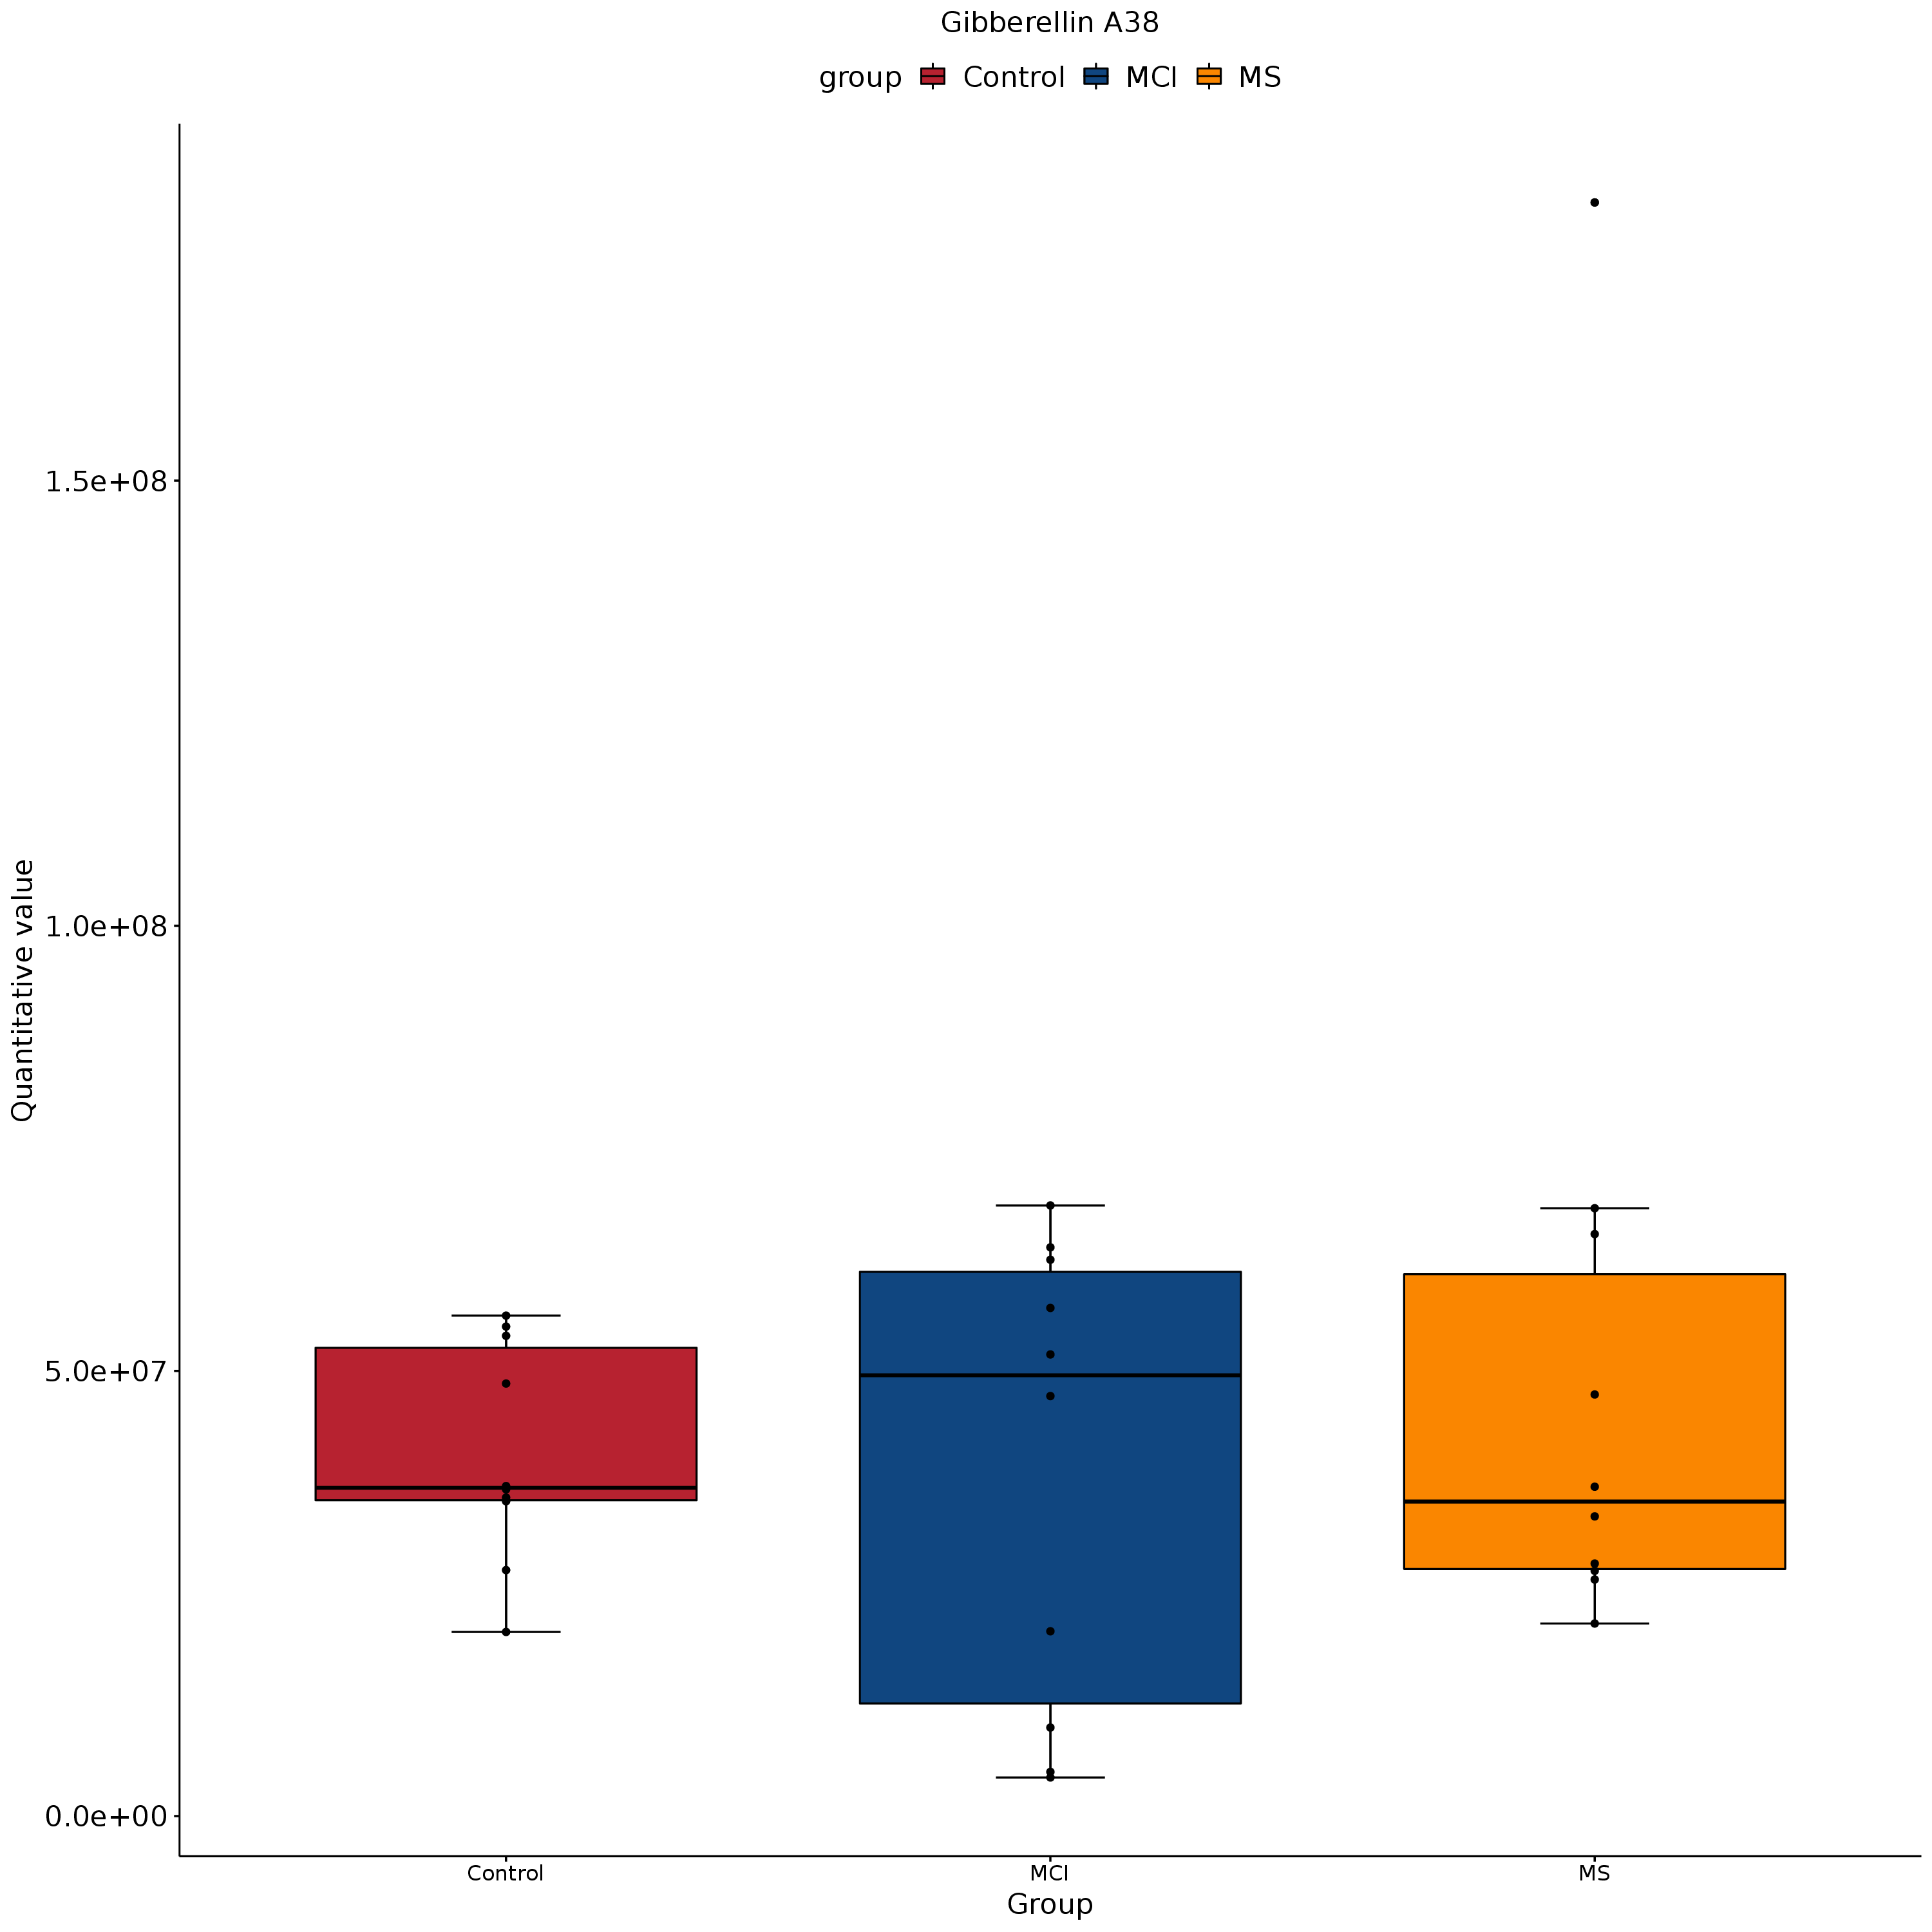 Gibberellin A38
group Control MCI MS
Quantitative value
1.5e+08
1.0e+08
5.0e+07
0.0e+00
Control MCI MS
Group